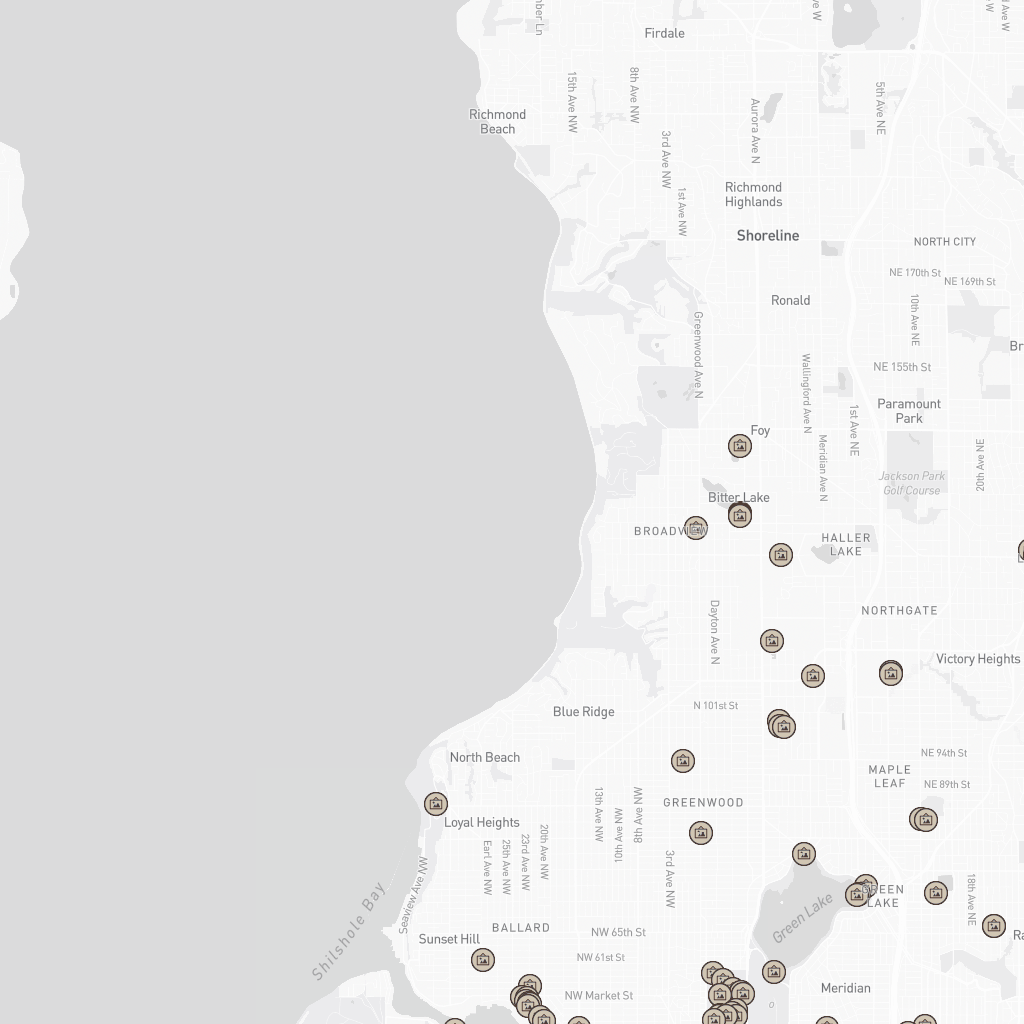 Firdale
15th Ave NW
8th Ave NW
Aurora Ave N
5th Ave NE
Richmond
Beach
3rd Ave NW
1st Ave NW
Richmond
Highlands
Shoreline
NORTH CITY
NE 170th St
NE 169th St
Ronald
10th Ave NE
Greenwood Ave N
Wallingford Ave N
NE 155th St
1st Ave NE
Paramount
Park
Foy
Meridian Ave N
20th Ave NE
Jackson Park
Golf Course
Bitter Lake
BROADVIEW
HALLER
LAKE
Dayton Ave N
NORTHGATE
Victory Heights
N 101st St
Blue Ridge
North Beach
NE 94th St
MAPLE
LEAF
NE 89th St
13th Ave NW
10th Ave NW
8th Ave NW
GREENWOOD
Loyal Heights
Earl Ave NW
25th Ave NW
23rd Ave NW
20th Ave NW
3rd Ave NW
Seaview Ave NW
Shilshole Bay
Green Lake
GREEN
LAKE
18th Ave NE
BALLARD
Sunset Hill
NW 65th St
NW 61st St
NW Market St
Meridian